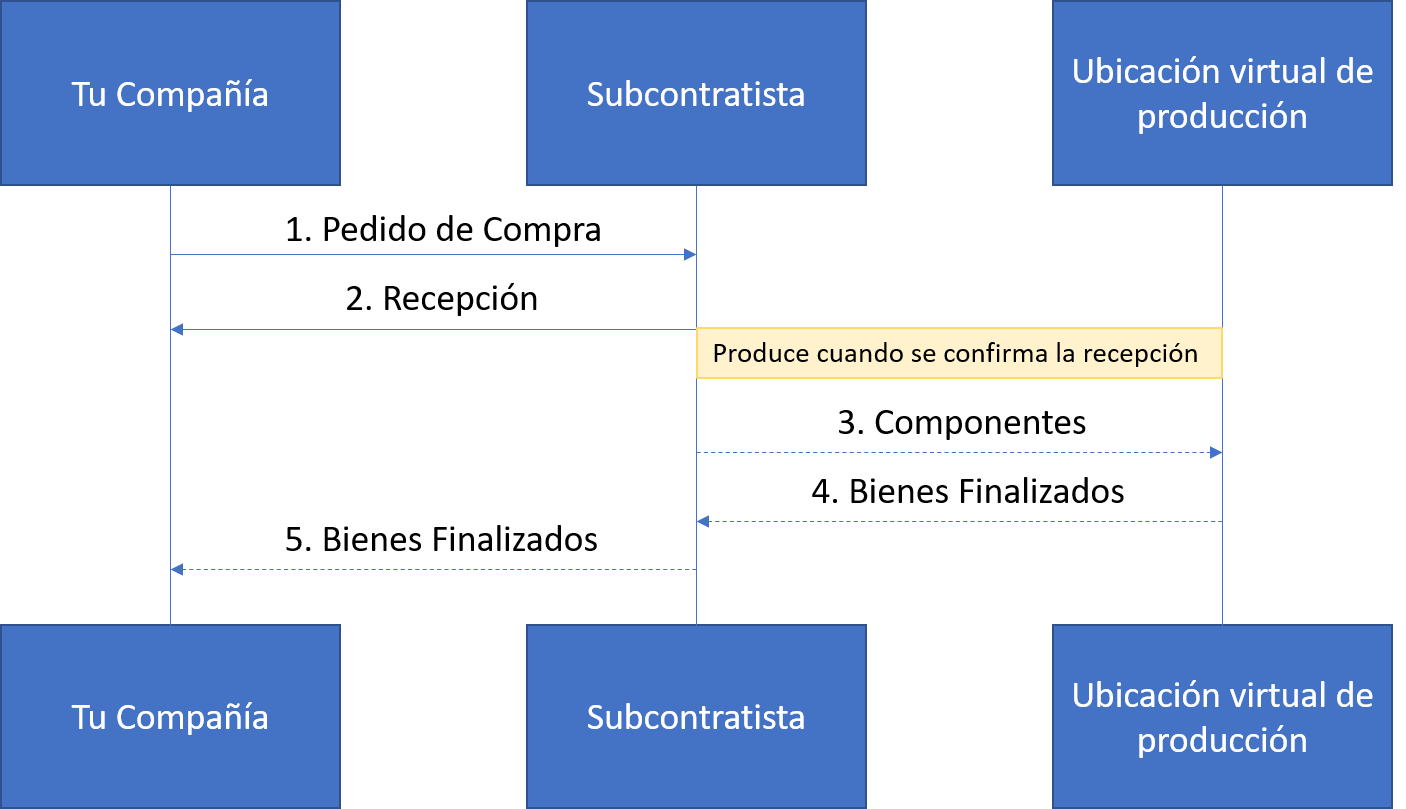 Tu Compañía
Subcontratista
Ubicación virtual de
producción
1. Pedido de Compra
2. Recepción
Produce cuando se confirma la recepción
3. Componentes
4. Bienes Finalizados
5. Bienes Finalizados
Tu Compañía
Subcontratista
Ubicación virtual de
producción